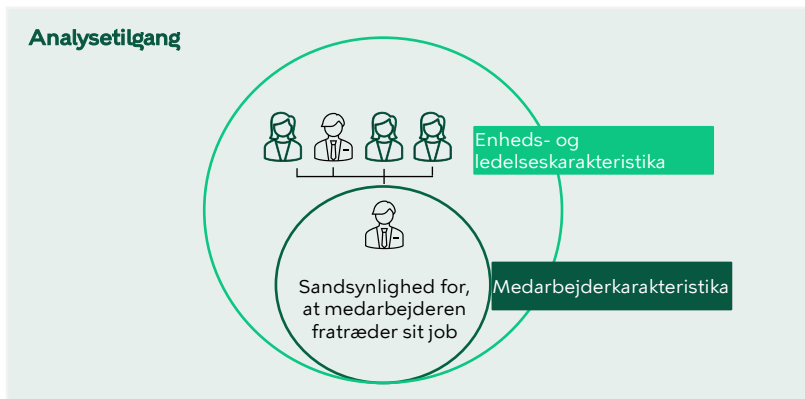 Analysetilgang
Enheds- og
ledelseskarakteristika
Sandsynlighed for,
at medarbejderen
fratræder sit job
Medarbejderkarakteristika